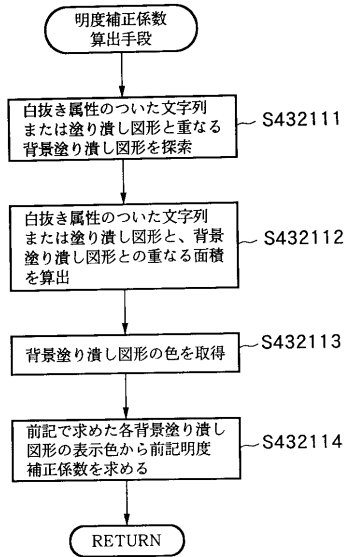 明度補正係数
算出手段
白抜き属性のついた文字列
または塗り潰し図形と重なる
背景塗り潰し図形を探索
S432111
白抜き属性のついた文字列
または塗り潰し図形と、背景
塗り潰し図形との重なる面積
を算出
S432112
背景塗り潰し図形の色を取得
S432113
前記で求めた各背景塗り潰し
図形の表示色から前記明度
補正係数を求める
S432114
RETURN